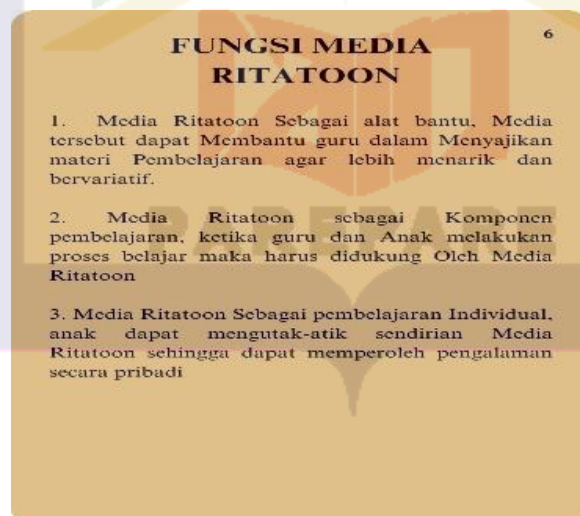 6
FUNGSI MEDIA
RITATOON
1. Media Ritatoon Sebagai alat bantu, Media
tersebut dapat Membantu guru dalam Menyajikan
materi Pembelajaran agar lebih menarik dan
bervariatif.
2. Media Ritatoon sebagai Komponen
pembelajaran, ketika guru dan Anak melakukan
proses belajar maka harus didukung Oleh Media
Ritatoon
3. Media Ritatoon Sebagai pembelajaran Individual,
anak dapat mengutak-atik sendirian Media
Ritatoon sehingga dapat memperoleh pengalaman
secara pribadi
PAREPARE